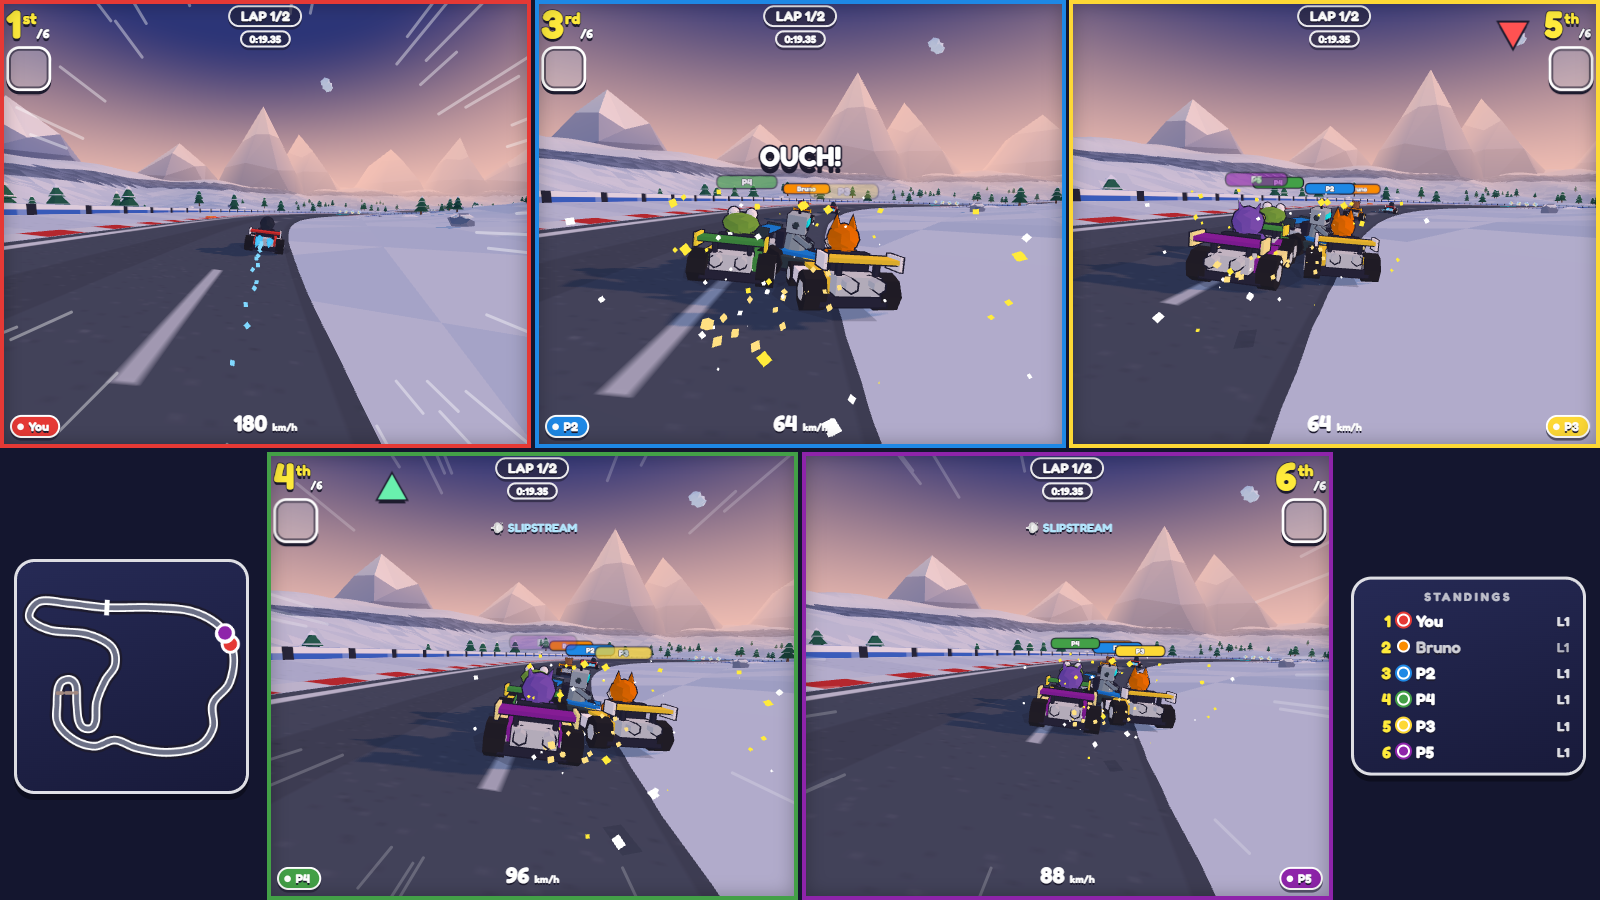 1st/6
LAP 1/2
0:19.35
You
180 km/h
3rd/6
LAP 1/2
0:19.35
OUCH!
P4
Bruno
P2
64 km/h
5th/6
LAP 1/2
0:19.35
P2
64 km/h
P3
4th/6
LAP 1/2
0:19.35
SLIPSTREAM
P2
P3
P4
96 km/h
6th/6
LAP 1/2
0:19.35
SLIPSTREAM
P4
P3
88 km/h
P5
STANDINGS
1 You L1
2 Bruno L1
3 P2 L1
4 P4 L1
5 P3 L1
6 P5 L1